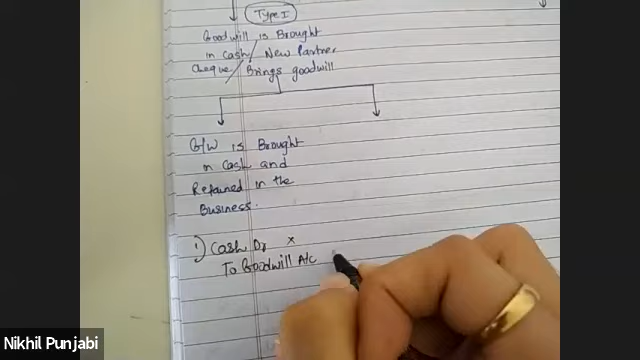 Type I
Goodwill is Brought
in Cash / New Partner
Cheque / Brings goodwill
G/W is Brought
in Cash and
Retained in the
Business.
1) Cash Dr x
To Goodwill A/c
Nikhil Punjabi